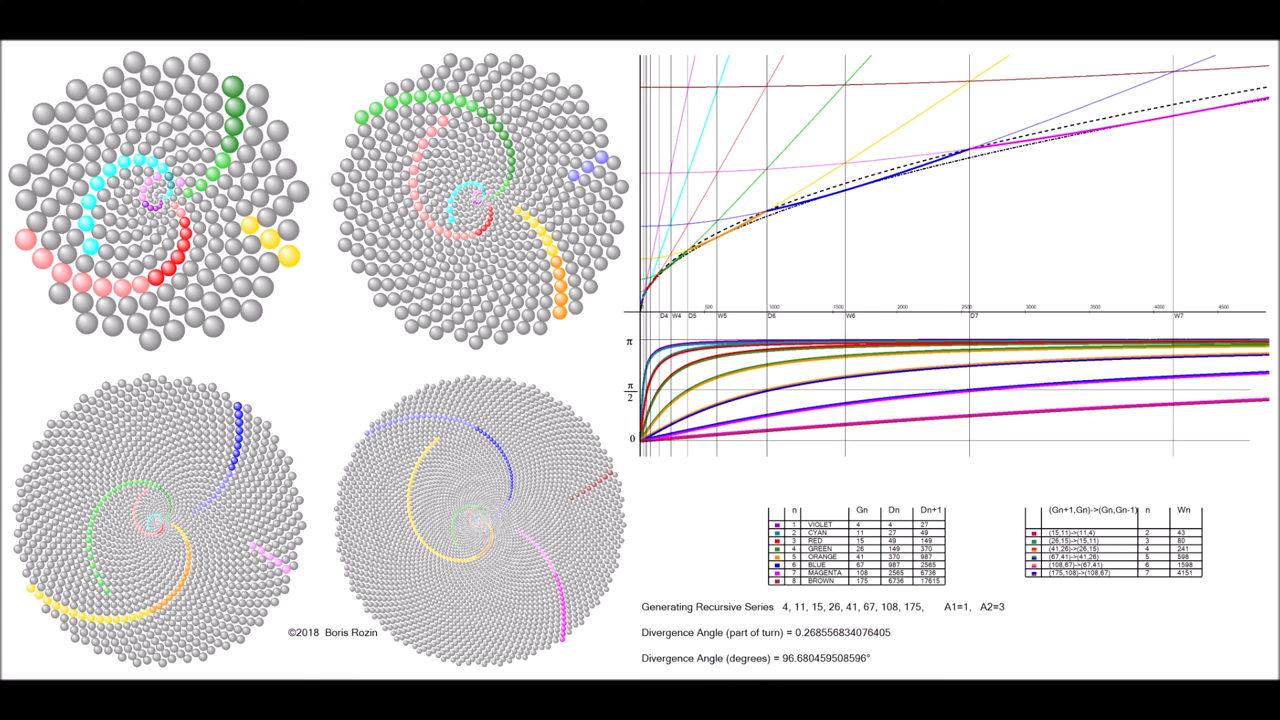 500 1000 1500 2000 2500 3000 3500 4000 4500
D4 W4 D5 W5 D6 W6 D7 W7
π
π
2
0
n Gn Dn Dn+1
1 VIOLET 4 4 27
2 CYAN 11 27 49
3 RED 15 49 149
4 GREEN 26 149 370
5 ORANGE 41 370 987
6 BLUE 67 987 2565
7 MAGENTA 108 2565 6736
8 BROWN 175 6736 17615
(Gn+1,Gn)->(Gn,Gn-1) n Wn
(15,11)->(11,4) 2 43
(26,15)->(15,11) 3 80
(41,26)->(26,15) 4 241
(67,41)->(41,26) 5 598
(108,67)->(67,41) 6 1598
(175,108)->(108,67) 7 4151
Generating Recursive Series 4, 11, 15, 26, 41, 67, 108, 175, A1=1, A2=3
©2018 Boris Rozin
Divergence Angle (part of turn) = 0.268556834076405
Divergence Angle (degrees) = 96.680459508596°